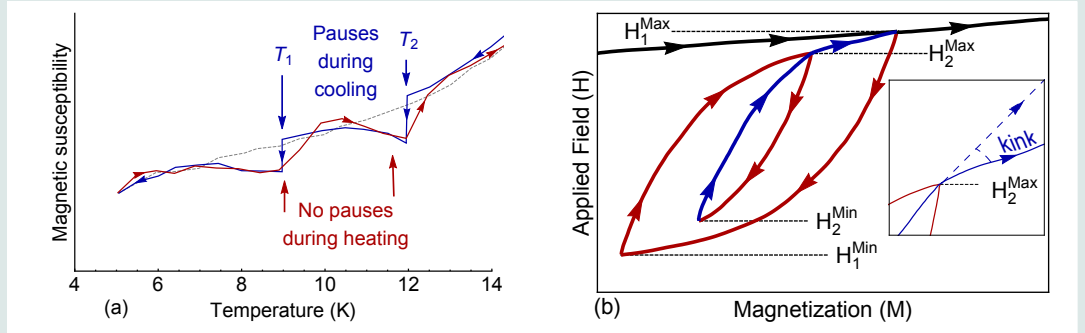 Magnetic susceptibility
T1
Pauses
during
cooling
T2
No pauses
during heating
4
6
8
10
12
14
(a)
Temperature (K)
Applied Field (H)
H1Max
H2Max
kink
H2Max
H2Min
H1Min
(b)
Magnetization (M)